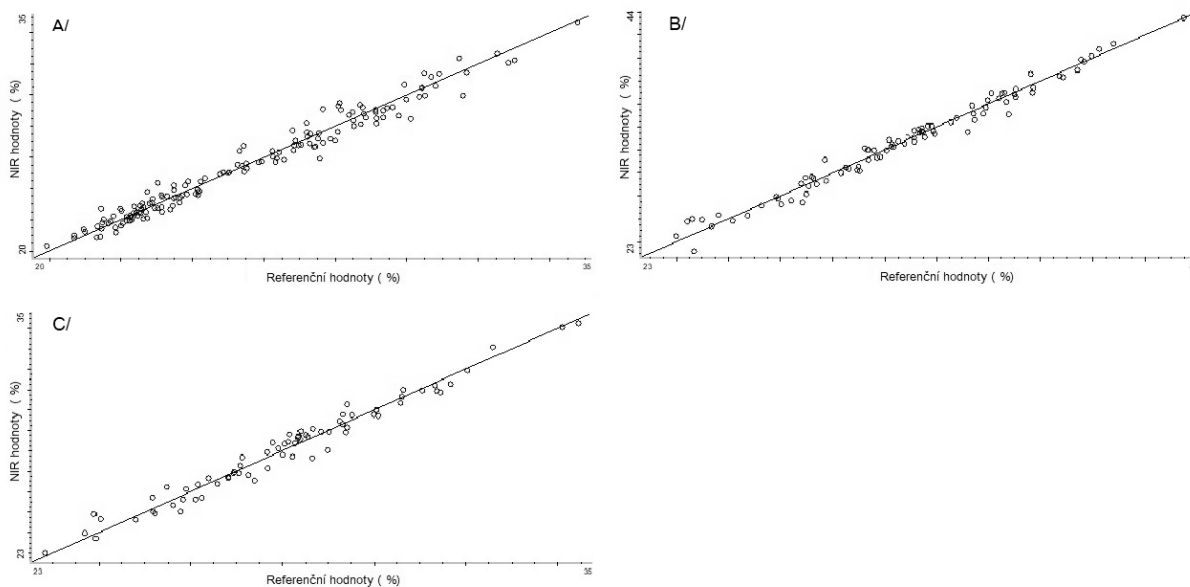 A/
35
NIR hodnoty ( %)
20
20
Referenční hodnoty ( %)
35
B/
44
NIR hodnoty ( %)
23
23
Referenční hodnoty ( %)
C/
35
NIR hodnoty ( %)
23
23
Referenční hodnoty ( %)
35